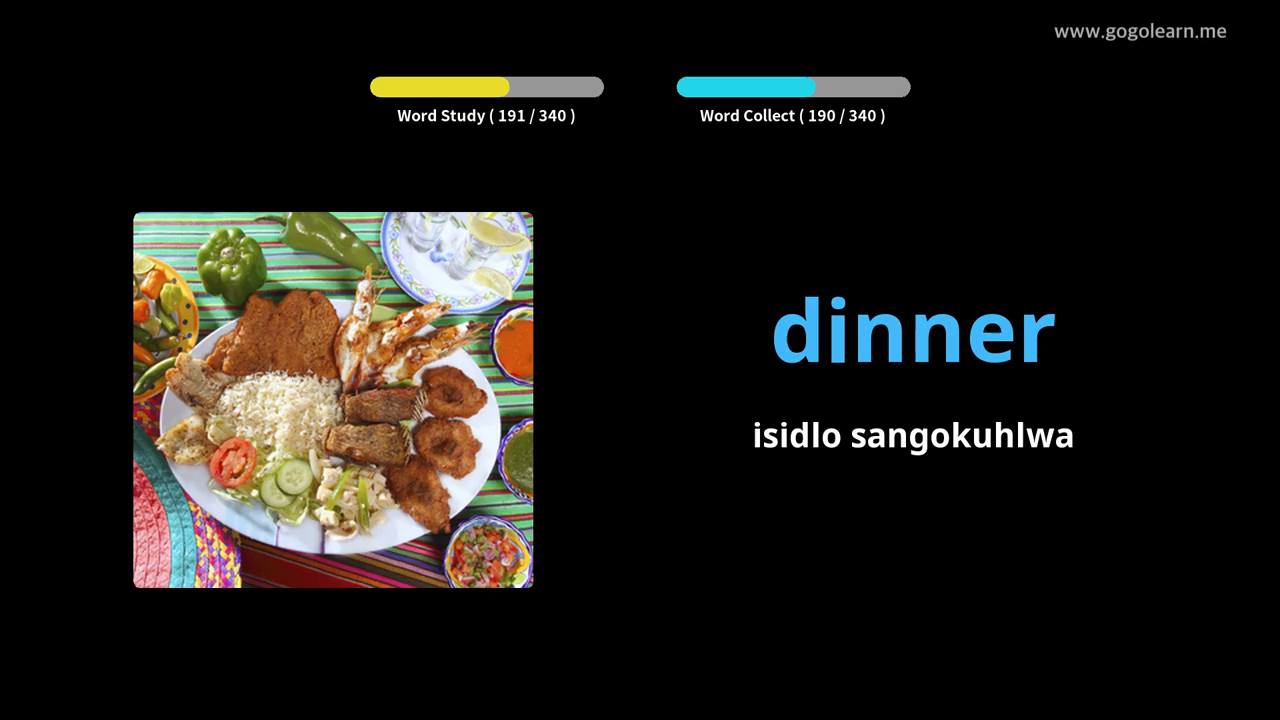 www.gogolearn.me
Word Study ( 191 / 340 )
Word Collect ( 190 / 340 )
dinner
isidlo sangokuhlwa